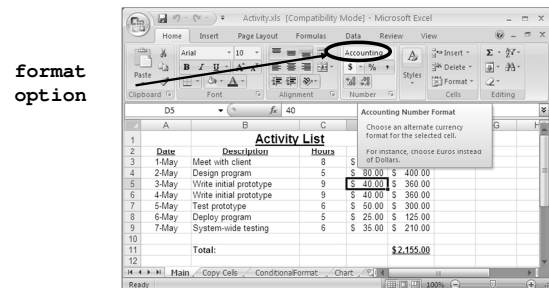 format
option
Activity.xls [Compatibility Mode] - Microsoft Excel
Home Insert Page Layout Formulas Data Review View
Paste
Arial 10
Accounting
Styles
Insert
Delete
Format
Clipboard Font Alignment Number Cells Editing
D5 fx 40
Accounting Number Format
Choose an alternate currency
format for the selected cell.
For instance, choose Euros instead
of Dollars.
A B C G H
1 Activity List
2 Date Description Hours
3 1-May Meet with client 8 $
4 2-May Design program 5 $ 80.00 $ 400.00
5 3-May Write initial prototype 9 $ 40.00 $ 360.00
6 4-May Write initial prototype 9 $ 40.00 $ 360.00
7 5-May Test prototype 6 $ 50.00 $ 300.00
8 6-May Deploy program 5 $ 25.00 $ 125.00
9 7-May System-wide testing 6 $ 35.00 $ 210.00
10
11 Total: $2,155.00
12
Main Copy Cells ConditionalFormat Chart
Ready 100%